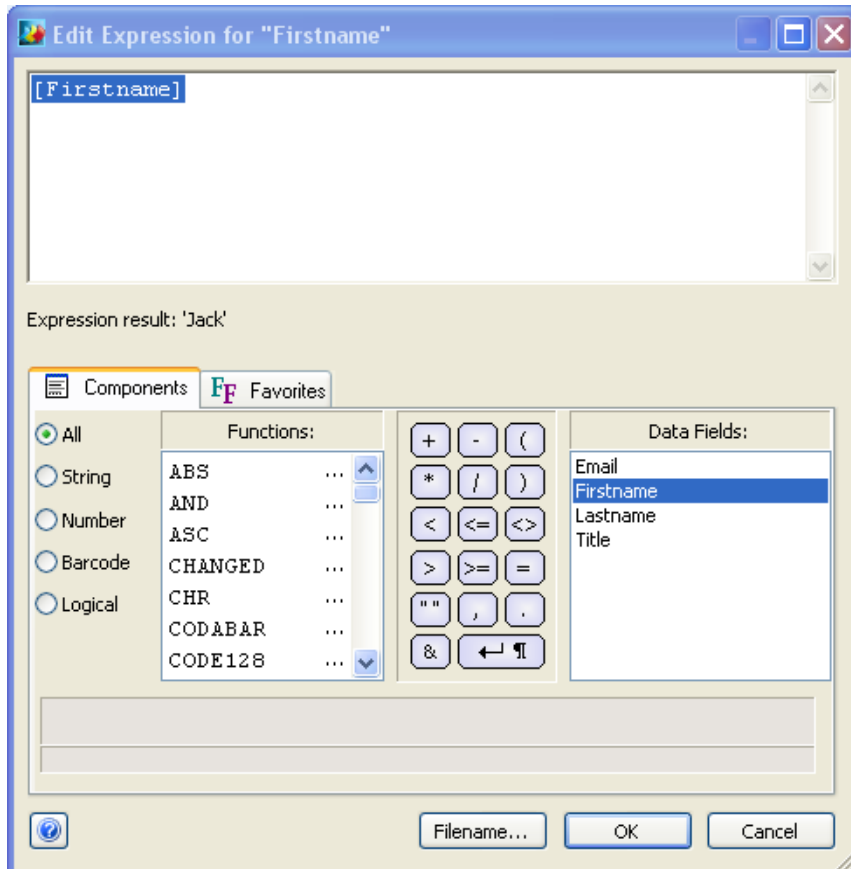 Edit Expression for "Firstname"
[Firstname]
Expression result: 'Jack'
Components
FF Favorites
All
String
Number
Barcode
Logical
Functions:
ABS ...
AND ...
ASC ...
CHANGED ...
CHR ...
CODABAR ...
CODE128 ...
+ - (
* / )
< <= <>
> >= =
"" , .
& ↵ ¶
Data Fields:
Email
Firstname
Lastname
Title
?
Filename...
OK
Cancel